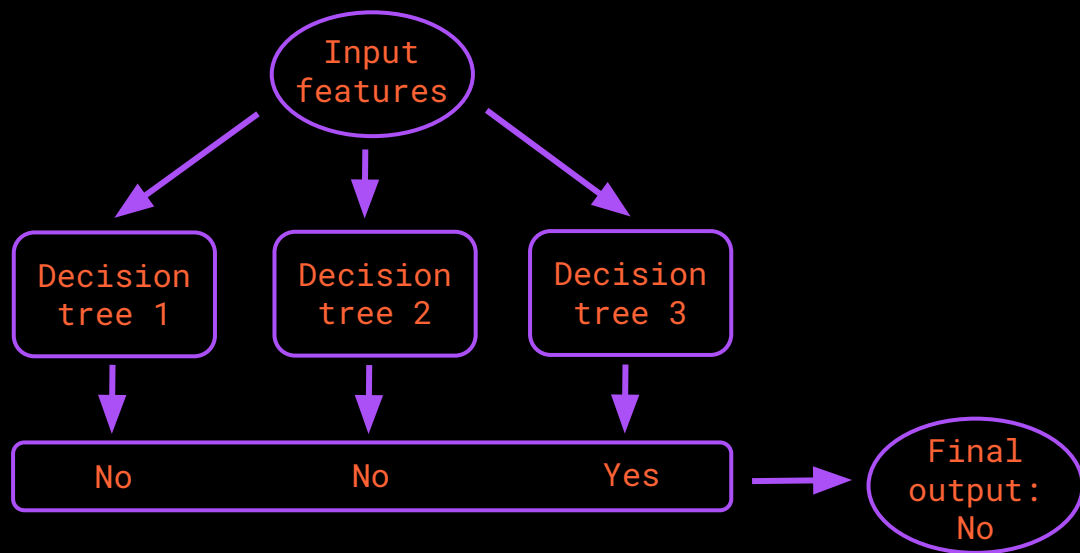 Input
features
Decision
tree 1
Decision
tree 2
Decision
tree 3
No
No
Yes
Final
output:
No